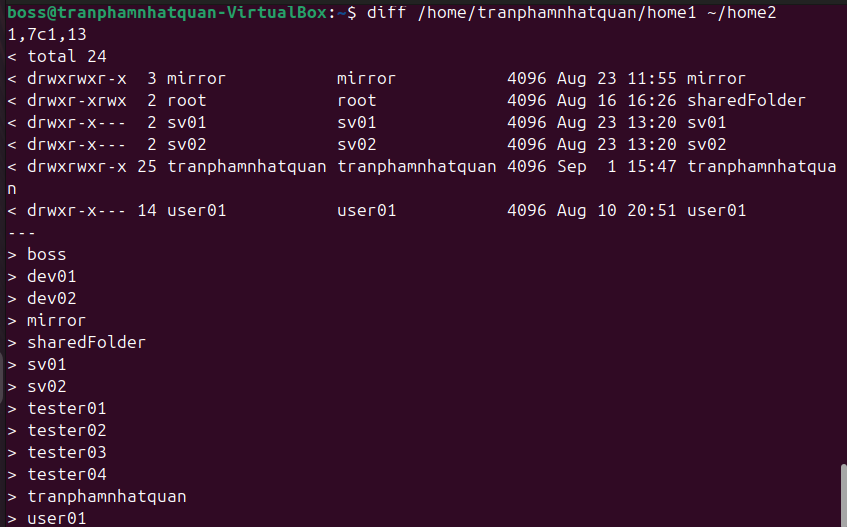 boss@tranphamnhatquan-VirtualBox:~$ diff /home/tranphamnhatquan/home1 ~/home2
1,7c1,13
< total 24
< drwxrwxr-x  3 mirror          mirror          4096 Aug 23 11:55 mirror
< drwxr-xrwx  2 root            root            4096 Aug 16 16:26 sharedFolder
< drwxr-x---  2 sv01            sv01            4096 Aug 23 13:20 sv01
< drwxr-x---  2 sv02            sv02            4096 Aug 23 13:20 sv02
< drwxrwxr-x 25 tranphamnhatquan tranphamnhatquan 4096 Sep  1 15:47 tranphamnhatqua
n
< drwxr-x--- 14 user01          user01          4096 Aug 10 20:51 user01
---
> boss
> dev01
> dev02
> mirror
> sharedFolder
> sv01
> sv02
> tester01
> tester02
> tester03
> tester04
> tranphamnhatquan
> user01